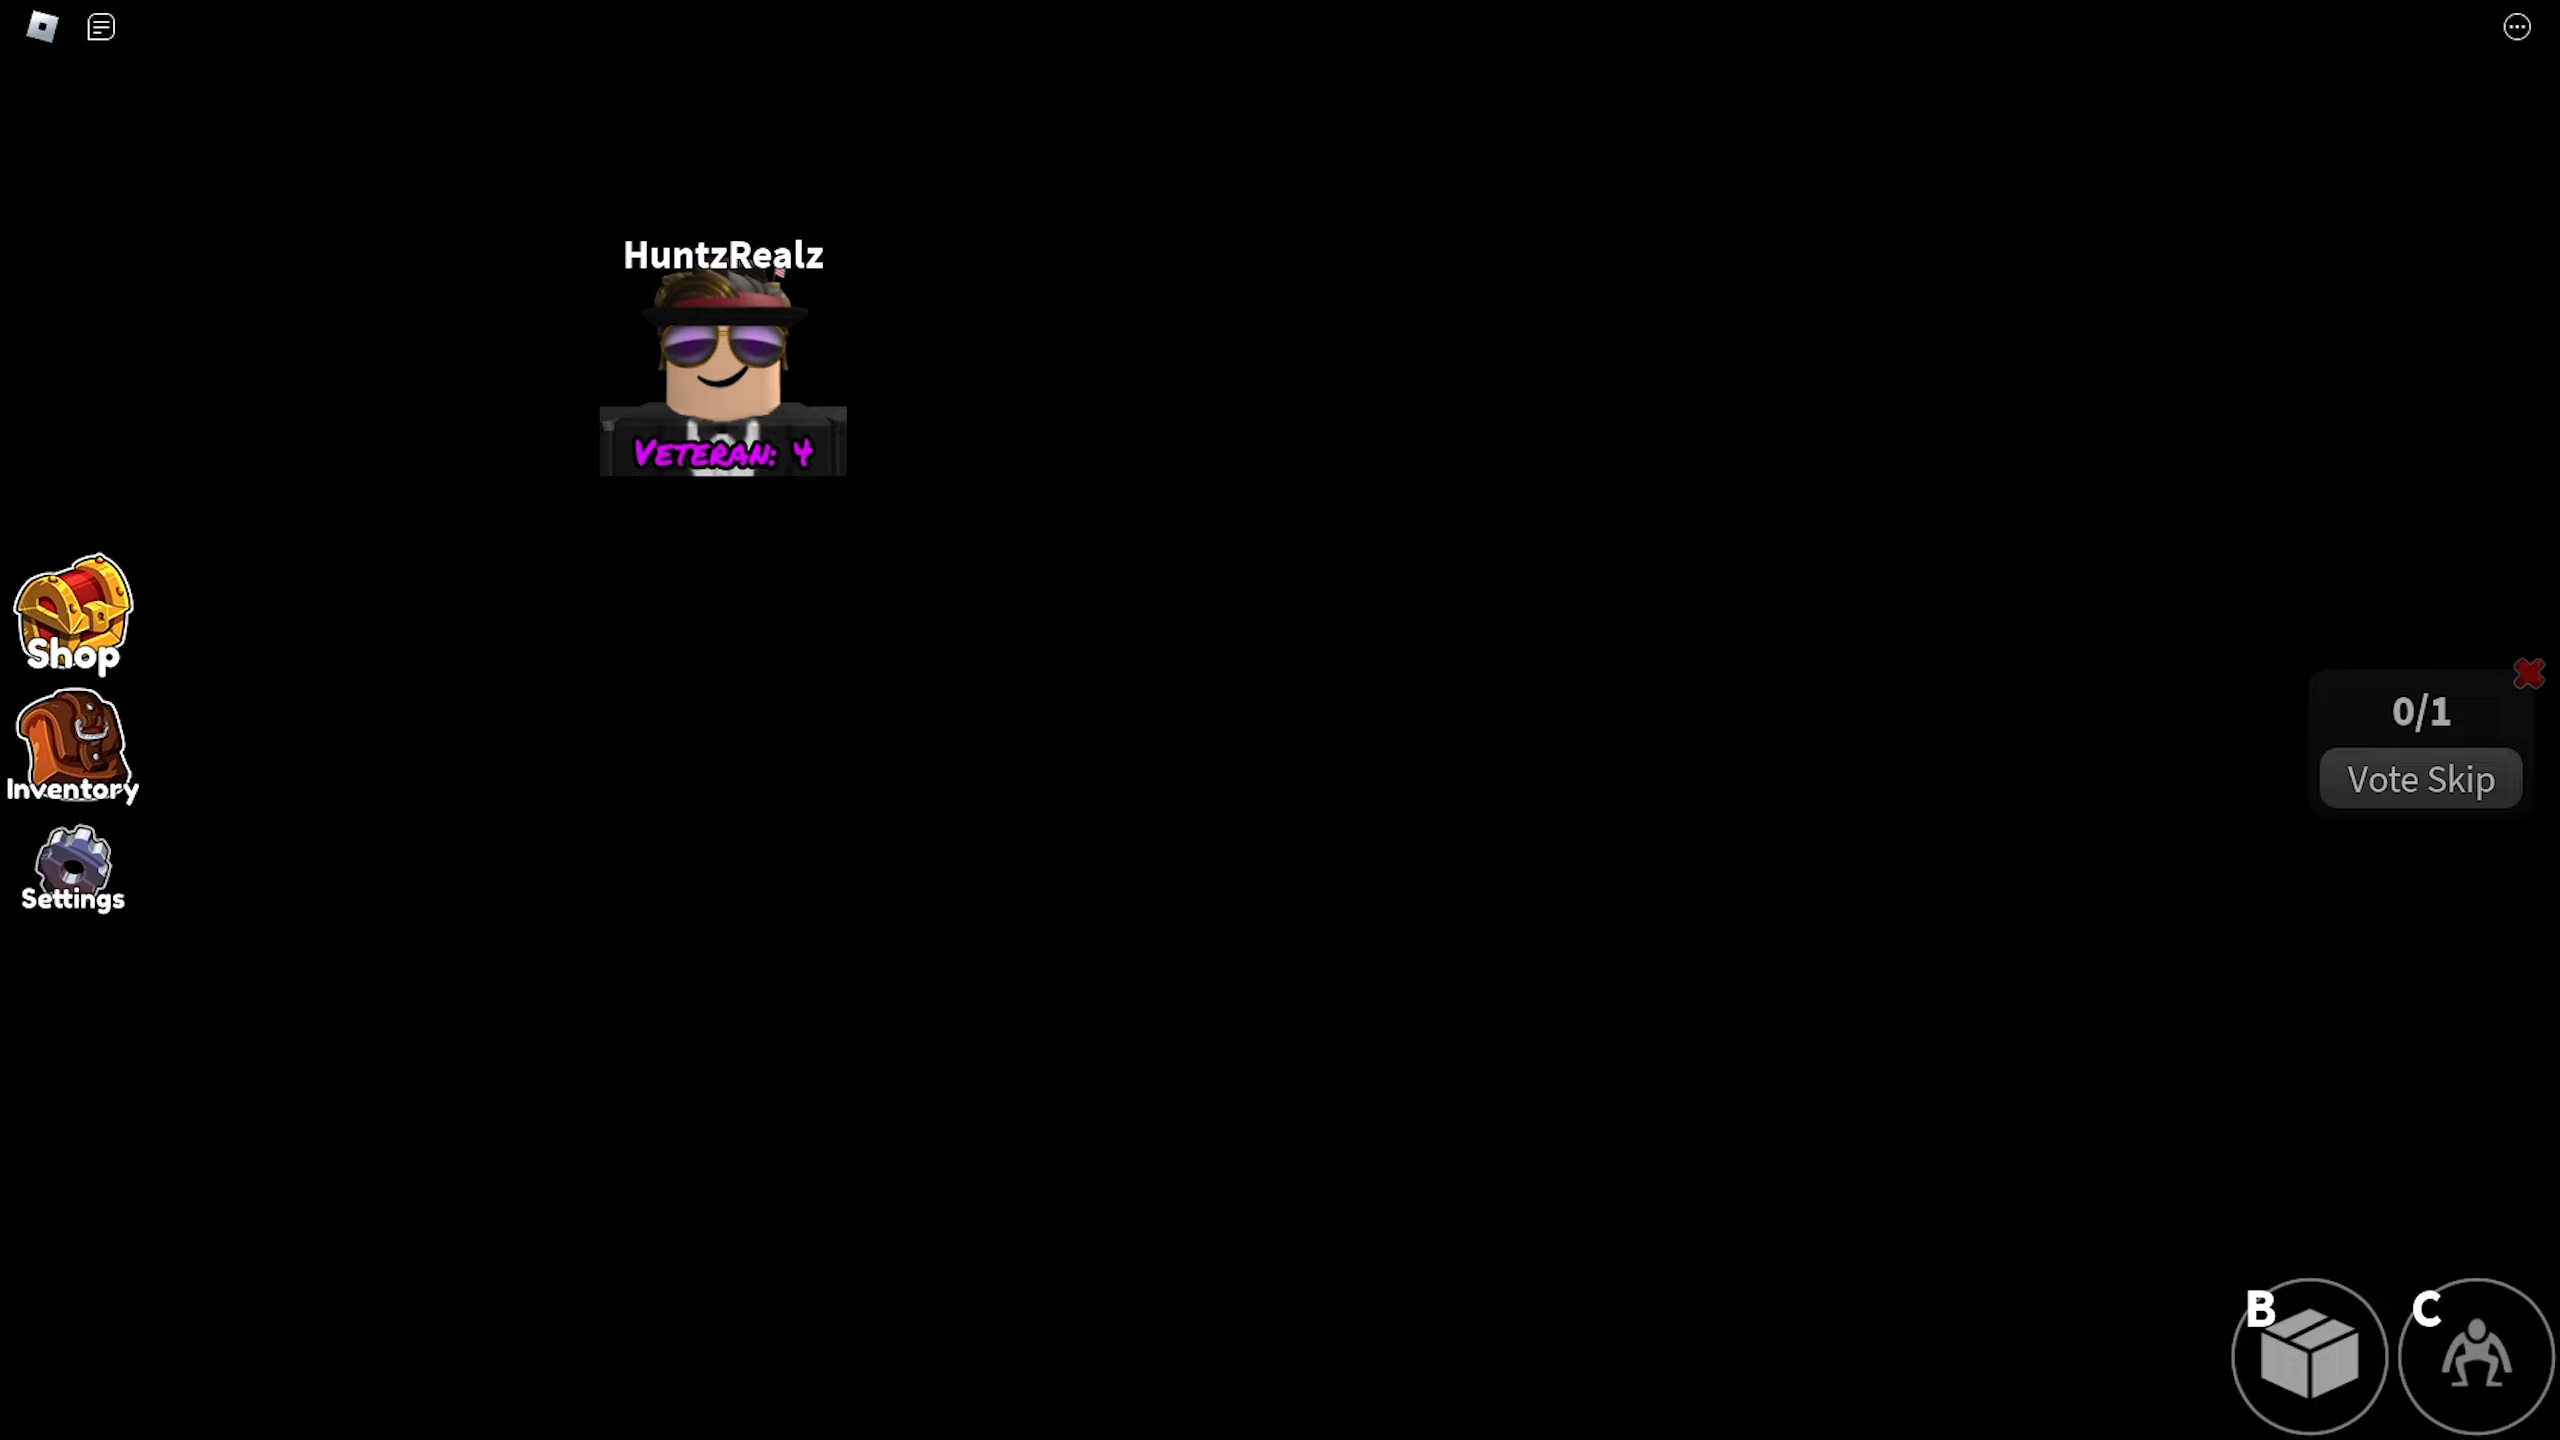 HuntzRealz
Veteran: 4
Shop
Inventory
Settings
0/1
Vote Skip
B
C